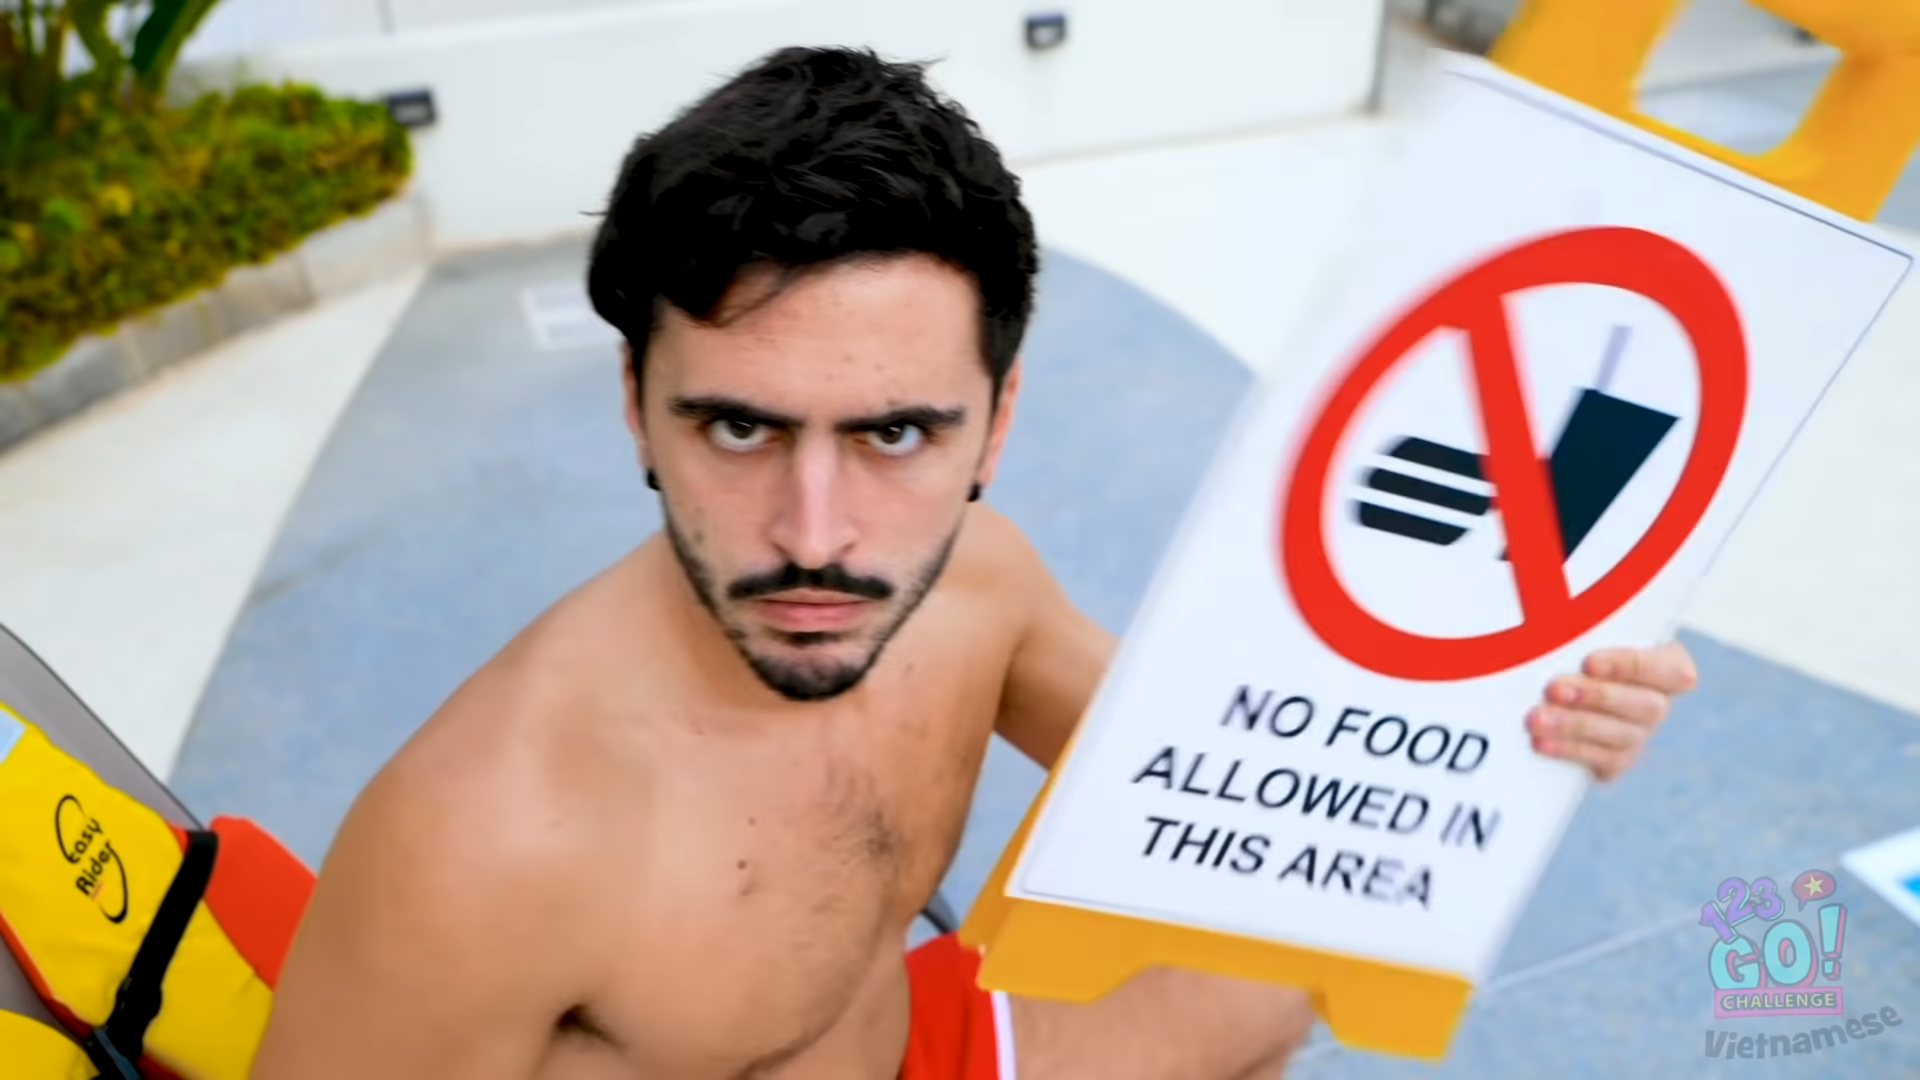 NO FOOD
ALLOWED IN
THIS AREA
Easy
Rider
123
GO!
CHALLENGE
Vietnamese